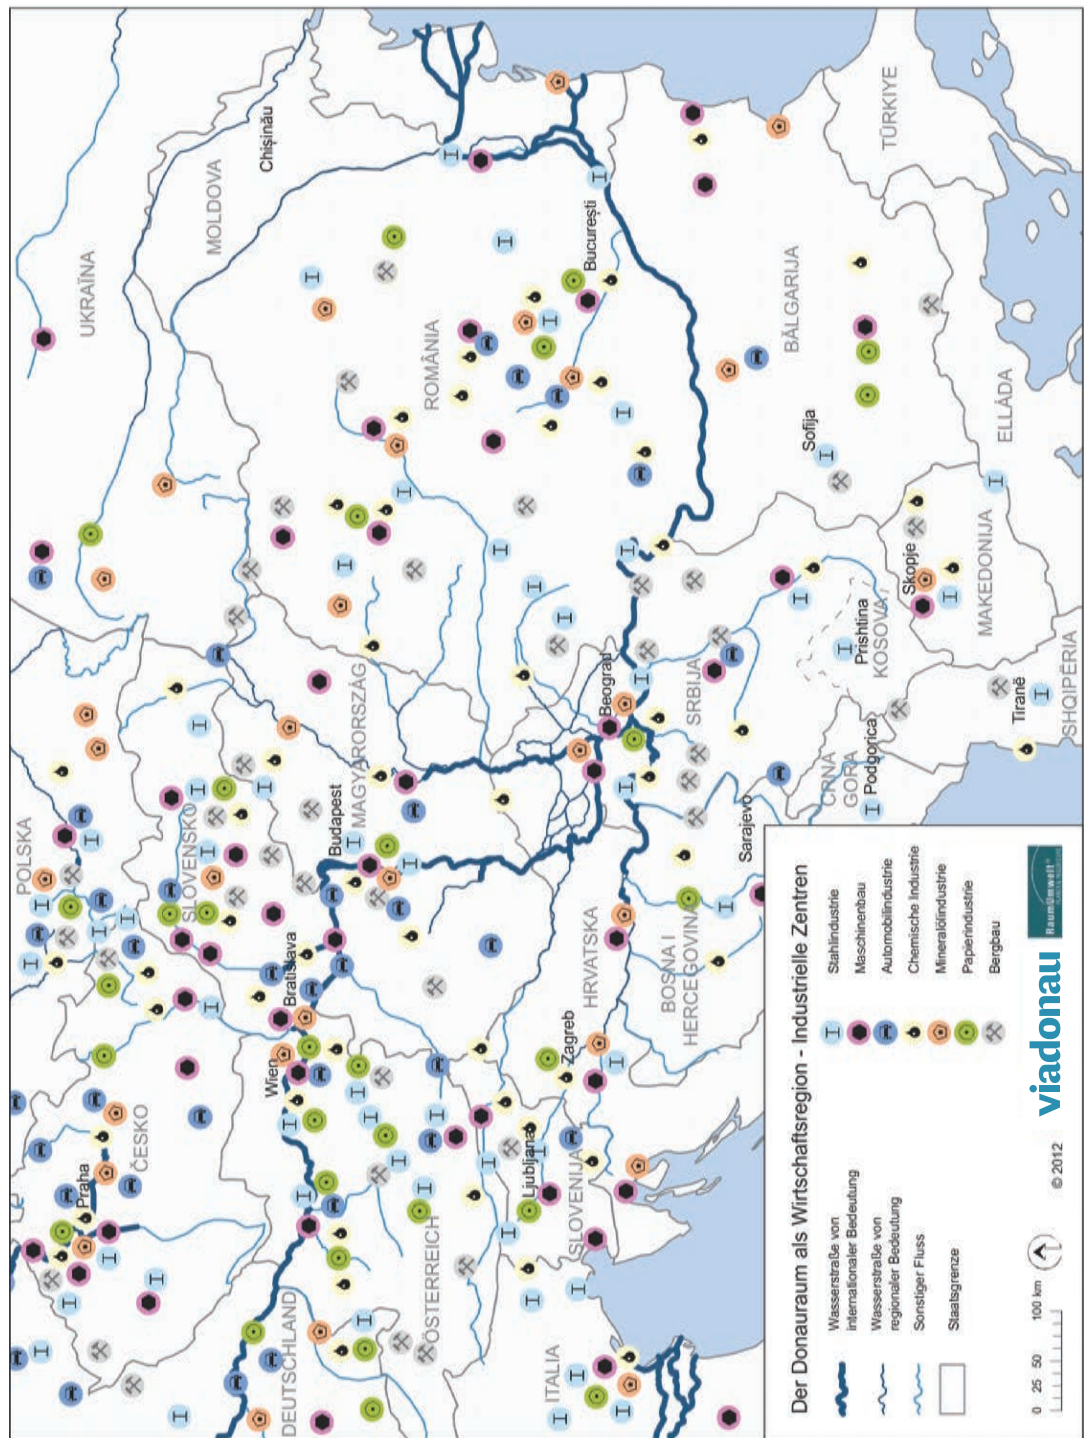 UKRAÏNA
MOLDOVA
Chișinău
POLSKA
SLOVENSKO
ČESKO
Praha
Wien
Bratislava
Budapest
MAGYARORSZÁG
ROMÂNIA
București
DEUTSCHLAND
ÖSTERREICH
ITALIA
SLOVENIJA
Ljubljana
Zagreb
HRVATSKA
BOSNA I
HERCEGOVINA
Sarajevo
Beograd
SRBIJA
CRNA
GORA
Podgorica
Prishtina
KOSOVA
Skopje
MAKEDONIJA
Tiranë
SHQIPËRIA
Sofija
BĂLGARIJA
ELLÁDA
TÜRKIYE
Der Donauraum als Wirtschaftsregion - Industrielle Zentren
Wasserstraße von
internationaler Bedeutung
Wasserstraße von
regionaler Bedeutung
Sonstiger Fluss
Staatsgrenze
Stahlindustrie
Maschinenbau
Automobilindustrie
Chemische Industrie
Mineralölindustrie
Papierindustrie
Bergbau
0 25 50 100 km
© 2012
viadonau
RaumUmwelt®